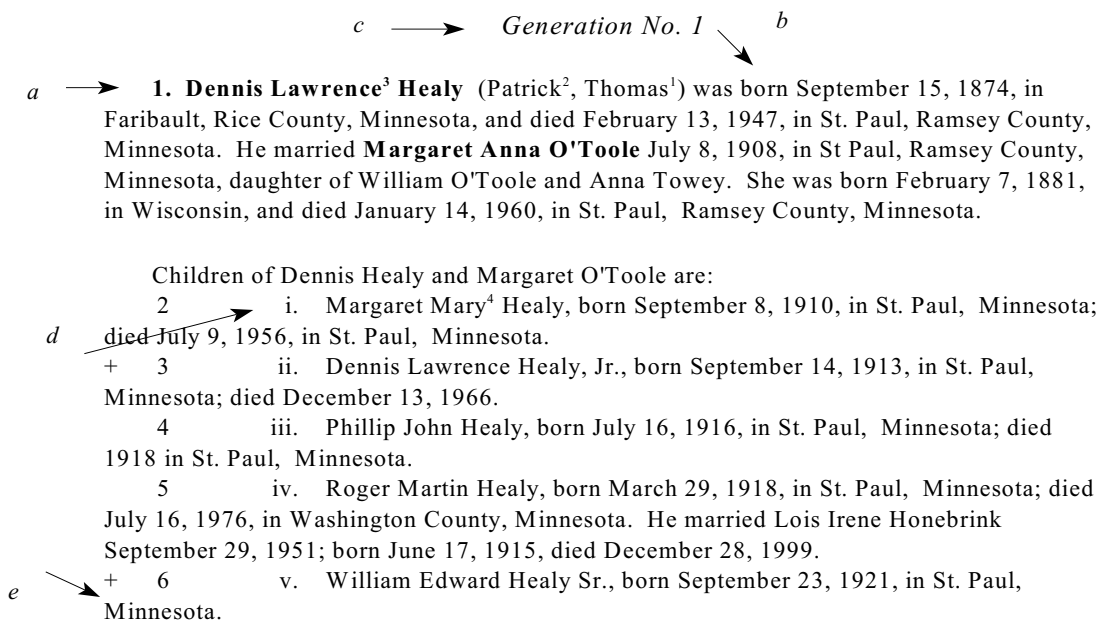 c Generation No. 1 b
a 1. Dennis Lawrence³ Healy (Patrick², Thomas¹) was born September 15, 1874, in
Faribault, Rice County, Minnesota, and died February 13, 1947, in St. Paul, Ramsey County,
Minnesota. He married Margaret Anna O'Toole July 8, 1908, in St Paul, Ramsey County,
Minnesota, daughter of William O'Toole and Anna Towey. She was born February 7, 1881,
in Wisconsin, and died January 14, 1960, in St. Paul, Ramsey County, Minnesota.
Children of Dennis Healy and Margaret O'Toole are:
2 i. Margaret Mary⁴ Healy, born September 8, 1910, in St. Paul, Minnesota;
d died July 9, 1956, in St. Paul, Minnesota.
+ 3 ii. Dennis Lawrence Healy, Jr., born September 14, 1913, in St. Paul,
Minnesota; died December 13, 1966.
4 iii. Phillip John Healy, born July 16, 1916, in St. Paul, Minnesota; died
1918 in St. Paul, Minnesota.
5 iv. Roger Martin Healy, born March 29, 1918, in St. Paul, Minnesota; died
July 16, 1976, in Washington County, Minnesota. He married Lois Irene Honebrink
September 29, 1951; born June 17, 1915, died December 28, 1999.
+ 6 v. William Edward Healy Sr., born September 23, 1921, in St. Paul,
e Minnesota.